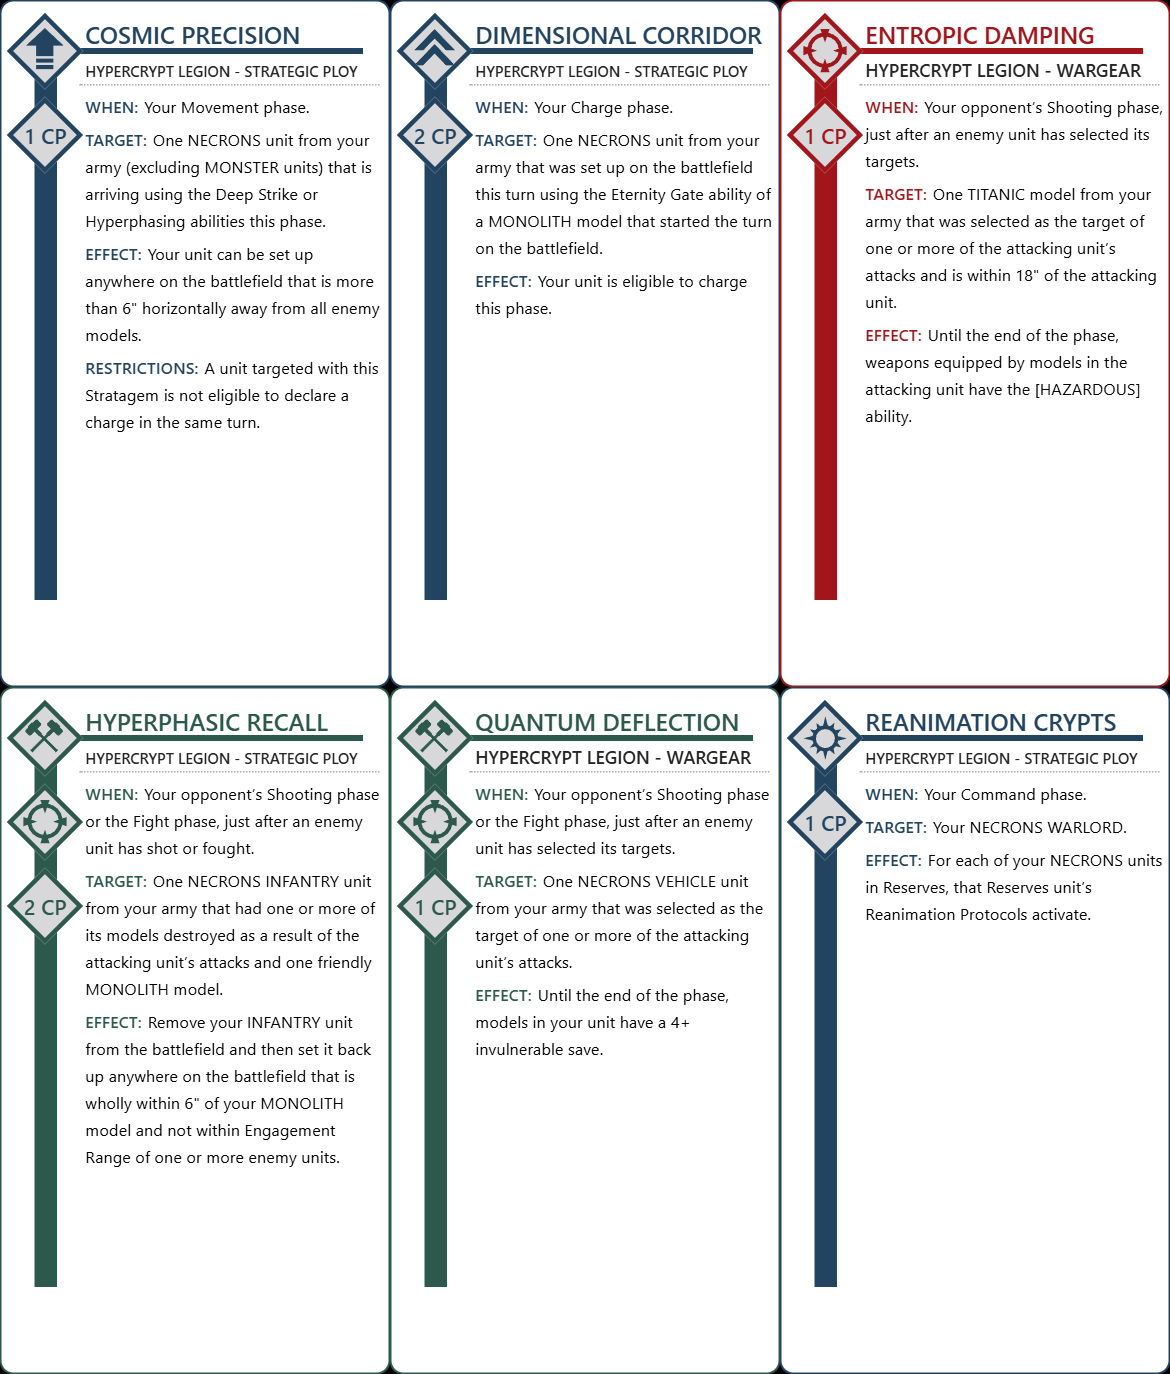 COSMIC PRECISION
HYPERCRYPT LEGION - STRATEGIC PLOY
1 CP
WHEN: Your Movement phase.
TARGET: One NECRONS unit from your
army (excluding MONSTER units) that is
arriving using the Deep Strike or
Hyperphasing abilities this phase.
EFFECT: Your unit can be set up
anywhere on the battlefield that is more
than 6" horizontally away from all enemy
models.
RESTRICTIONS: A unit targeted with this
Stratagem is not eligible to declare a
charge in the same turn.
DIMENSIONAL CORRIDOR
HYPERCRYPT LEGION - STRATEGIC PLOY
2 CP
WHEN: Your Charge phase.
TARGET: One NECRONS unit from your
army that was set up on the battlefield
this turn using the Eternity Gate ability of
a MONOLITH model that started the turn
on the battlefield.
EFFECT: Your unit is eligible to charge
this phase.
ENTROPIC DAMPING
HYPERCRYPT LEGION - WARGEAR
1 CP
WHEN: Your opponent's Shooting phase,
just after an enemy unit has selected its
targets.
TARGET: One TITANIC model from your
army that was selected as the target of
one or more of the attacking unit's
attacks and is within 18" of the attacking
unit.
EFFECT: Until the end of the phase,
weapons equipped by models in the
attacking unit have the [HAZARDOUS]
ability.
HYPERPHASIC RECALL
HYPERCRYPT LEGION - STRATEGIC PLOY
2 CP
WHEN: Your opponent's Shooting phase
or the Fight phase, just after an enemy
unit has shot or fought.
TARGET: One NECRONS INFANTRY unit
from your army that had one or more of
its models destroyed as a result of the
attacking unit's attacks and one friendly
MONOLITH model.
EFFECT: Remove your INFANTRY unit
from the battlefield and then set it back
up anywhere on the battlefield that is
wholly within 6" of your MONOLITH
model and not within Engagement
Range of one or more enemy units.
QUANTUM DEFLECTION
HYPERCRYPT LEGION - WARGEAR
1 CP
WHEN: Your opponent's Shooting phase
or the Fight phase, just after an enemy
unit has selected its targets.
TARGET: One NECRONS VEHICLE unit
from your army that was selected as the
target of one or more of the attacking
unit's attacks.
EFFECT: Until the end of the phase,
models in your unit have a 4+
invulnerable save.
REANIMATION CRYPTS
HYPERCRYPT LEGION - STRATEGIC PLOY
1 CP
WHEN: Your Command phase.
TARGET: Your NECRONS WARLORD.
EFFECT: For each of your NECRONS units
in Reserves, that Reserves unit's
Reanimation Protocols activate.